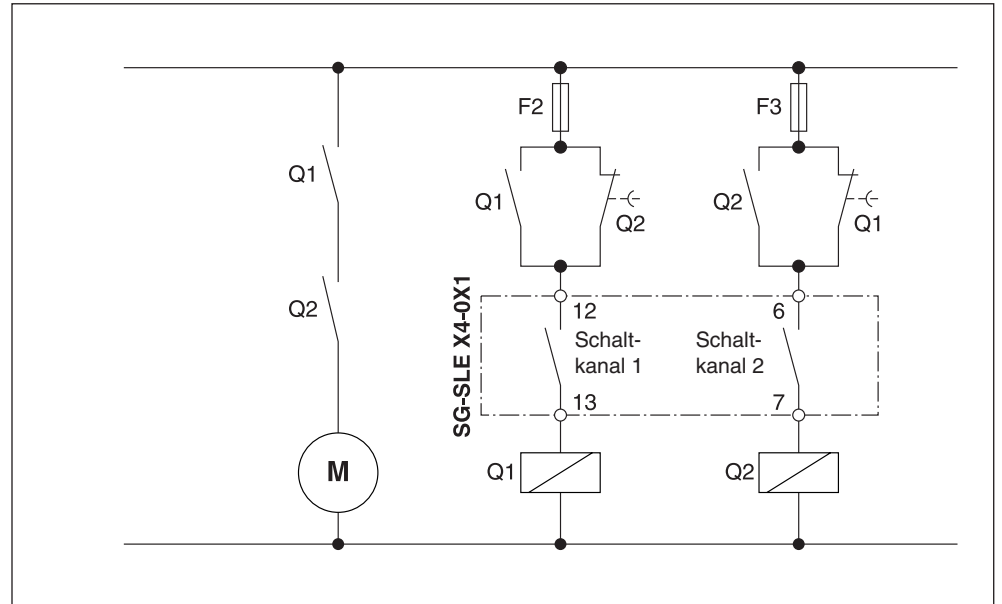 F2
F3
Q1
Q1
Q2
Q2
Q1
Q2
SG-SLE X4-0X1
12
6
Schalt-
kanal 1
Schalt-
kanal 2
13
7
M
Q1
Q2